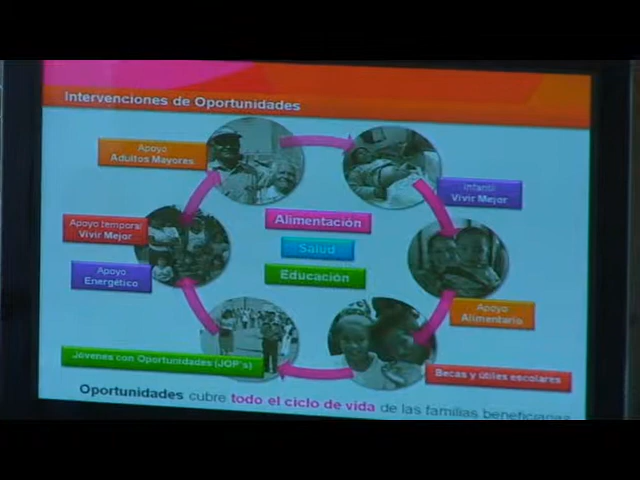 Intervenciones de Oportunidades
Apoyo
Adultos Mayores
Infantil
Vivir Mejor
Apoyo temporal
Vivir Mejor
Alimentación
Salud
Educación
Apoyo
Energético
Apoyo
Alimentario
Jóvenes con Oportunidades (JOP's)
Becas y útiles escolares
Oportunidades cubre todo el ciclo de vida de las familias beneficiarias